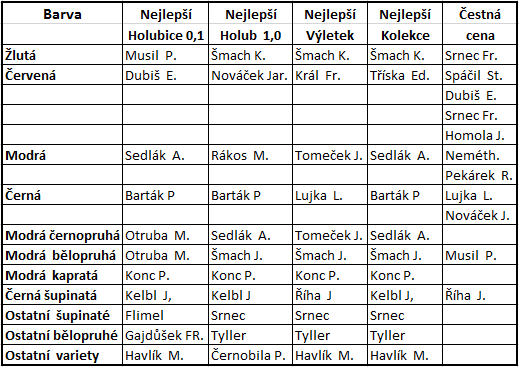 Barva Nejlepší Nejlepší Nejlepší Nejlepší Čestná
Holubice 0,1 Holub 1,0 Výletek Kolekce cena
Žlutá Musil P. Šmach K. Šmach K. Šmach K. Srnec Fr.
Červená Dubiš E. Nováček Jar. Král Fr. Tříska Ed. Spáčil St.
Dubiš E.
Srnec Fr.
Homola J.
Modrá Sedlák A. Rákos M. Tomeček J. Sedlák A. Neméth.
Pekárek R.
Černá Barták P Barták P Lujka L. Barták P Lujka L.
Nováček J.
Modrá černopruhá Otruba M. Sedlák A. Tomeček J. Sedlák A.
Modrá bělopruhá Otruba M. Šmach J. Šmach J. Šmach J. Musil P.
Modrá kapratá Konc P. Konc P. Konc P. Konc P.
Černá šupinatá Kelbl J, Kelbl J Říha J Kelbl J, Říha J.
Ostatní šupinaté Flimel Srnec Srnec Srnec
Ostatní bělopruhé Gajdůšek FR. Tyller Tyller Tyller
Ostatní variety Havlík M. Černobila P. Havlík M. Havlík M.